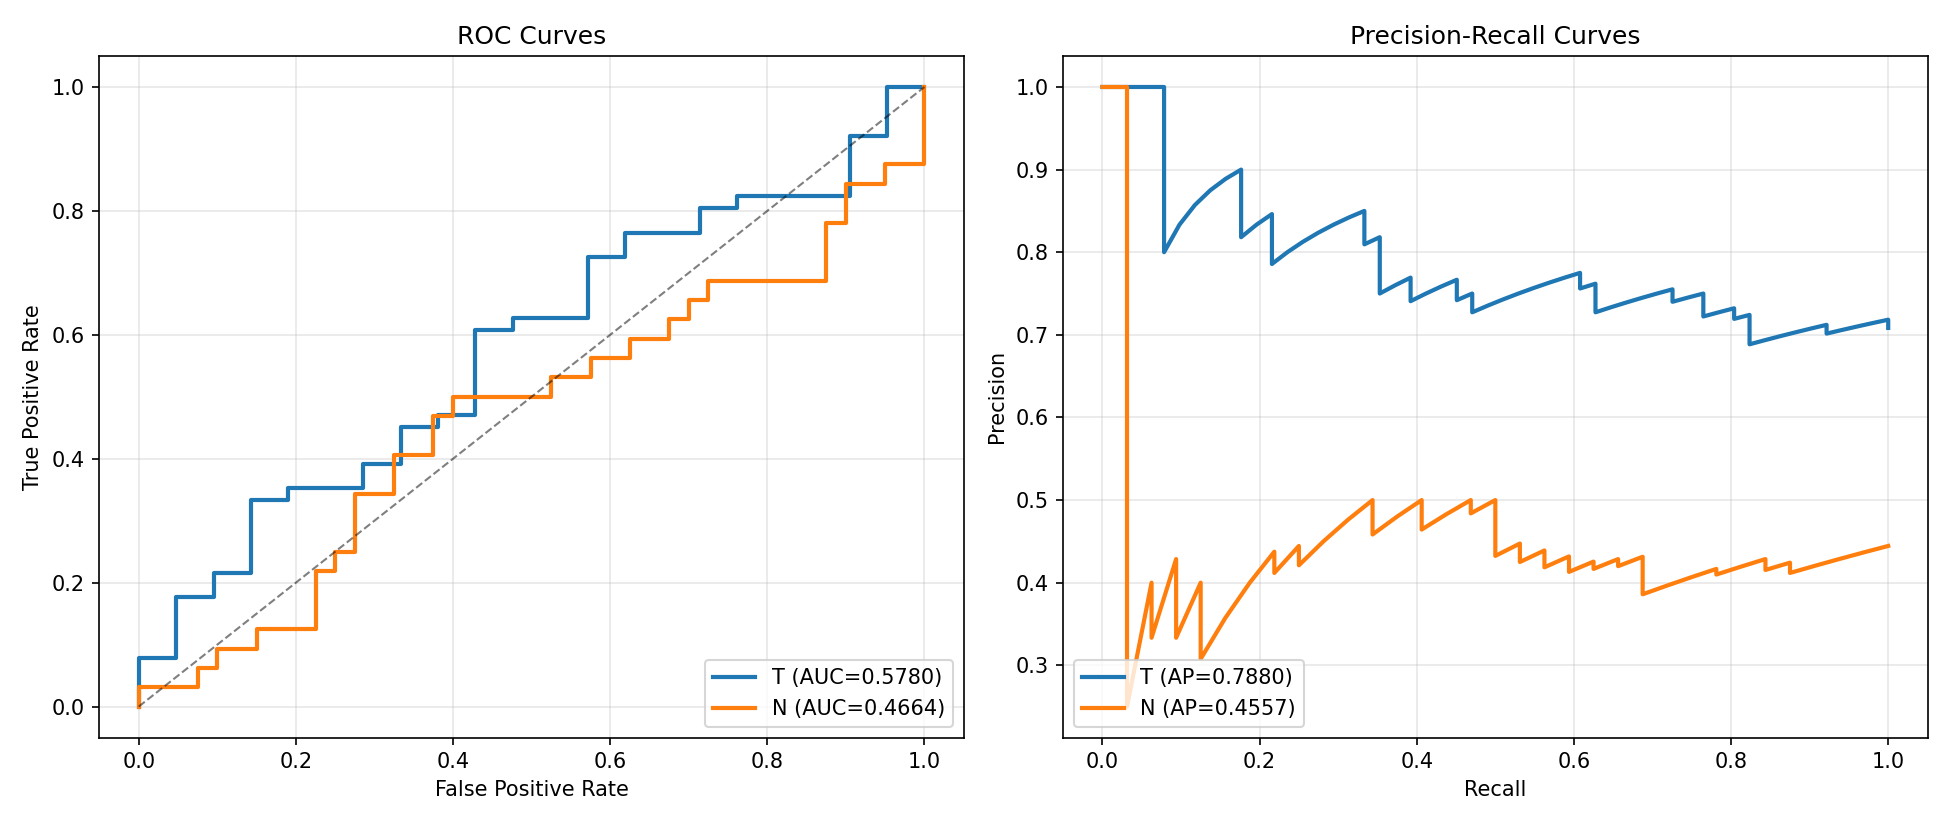 ROC Curves
True Positive Rate
1.0
0.8
0.6
0.4
0.2
0.0
T (AUC=0.5780)
N (AUC=0.4664)
0.0 0.2 0.4 0.6 0.8 1.0
False Positive Rate
Precision-Recall Curves
Precision
1.0
0.9
0.8
0.7
0.6
0.5
0.4
0.3
T (AP=0.7880)
N (AP=0.4557)
0.0 0.2 0.4 0.6 0.8 1.0
Recall